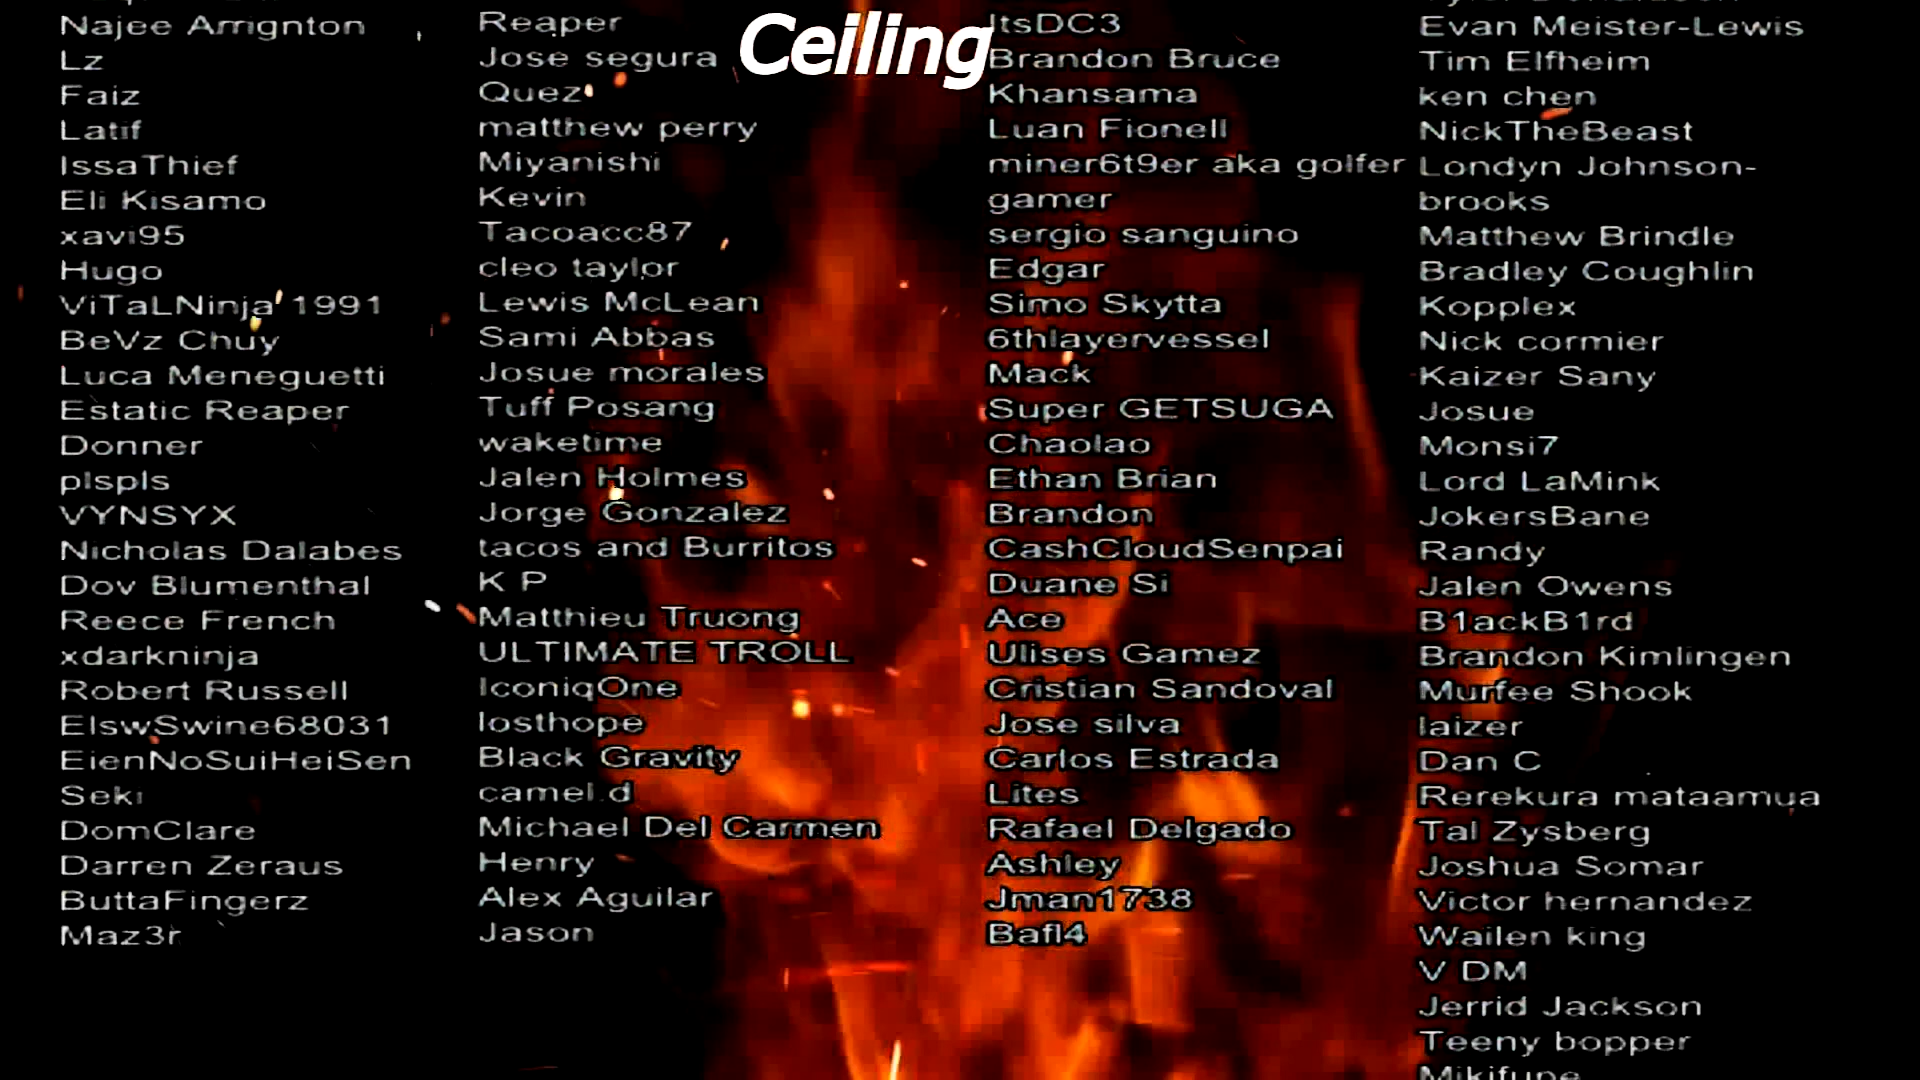 Ceiling
Najee Arrignton
Lz
Faiz
Latif
IssaThief
Eli Kisamo
xavi95
Hugo
ViTaLNinja 1991
BeVz Chuy
Luca Meneguetti
Estatic Reaper
Donner
plspls
VYNSYX
Nicholas Dalabes
Dov Blumenthal
Reece French
xdarkninja
Robert Russell
ElswSwine68031
EienNoSuiHeiSen
Seki
DomClare
Darren Zeraus
ButtaFingerz
Maz3r
Reaper
Jose segura
Quez
matthew perry
Miyanishi
Kevin
Tacoacc87
cleo taylor
Lewis McLean
Sami Abbas
Josue morales
Tuff Posang
waketime
Jalen Holmes
Jorge Gonzalez
tacos and Burritos
K P
Matthieu Truong
ULTIMATE TROLL
IconiqOne
losthope
Black Gravity
camel.d
Michael Del Carmen
Henry
Alex Aguilar
Jason
ItsDC3
Brandon Bruce
Khansama
Luan Fionell
miner6t9er aka golfer
gamer
sergio sanguino
Edgar
Simo Skytta
6thlayervessel
Mack
Super GETSUGA
Chaolao
Ethan Brian
Brandon
CashCloudSenpai
Duane Si
Ace
Ulises Gamez
Cristian Sandoval
Jose silva
Carlos Estrada
Lites
Rafael Delgado
Ashley
Jman1738
Bafl4
Evan Meister-Lewis
Tim Elfheim
ken chen
NickTheBeast
Londyn Johnson-
brooks
Matthew Brindle
Bradley Coughlin
Kopplex
Nick cormier
Kaizer Sany
Josue
Monsi7
Lord LaMink
JokersBane
Randy
Jalen Owens
B1ackB1rd
Brandon Kimlingen
Murfee Shook
laizer
Dan C
Rerekura mataamua
Tal Zysberg
Joshua Somar
Victor hernandez
Wailen king
V DM
Jerrid Jackson
Teeny bopper